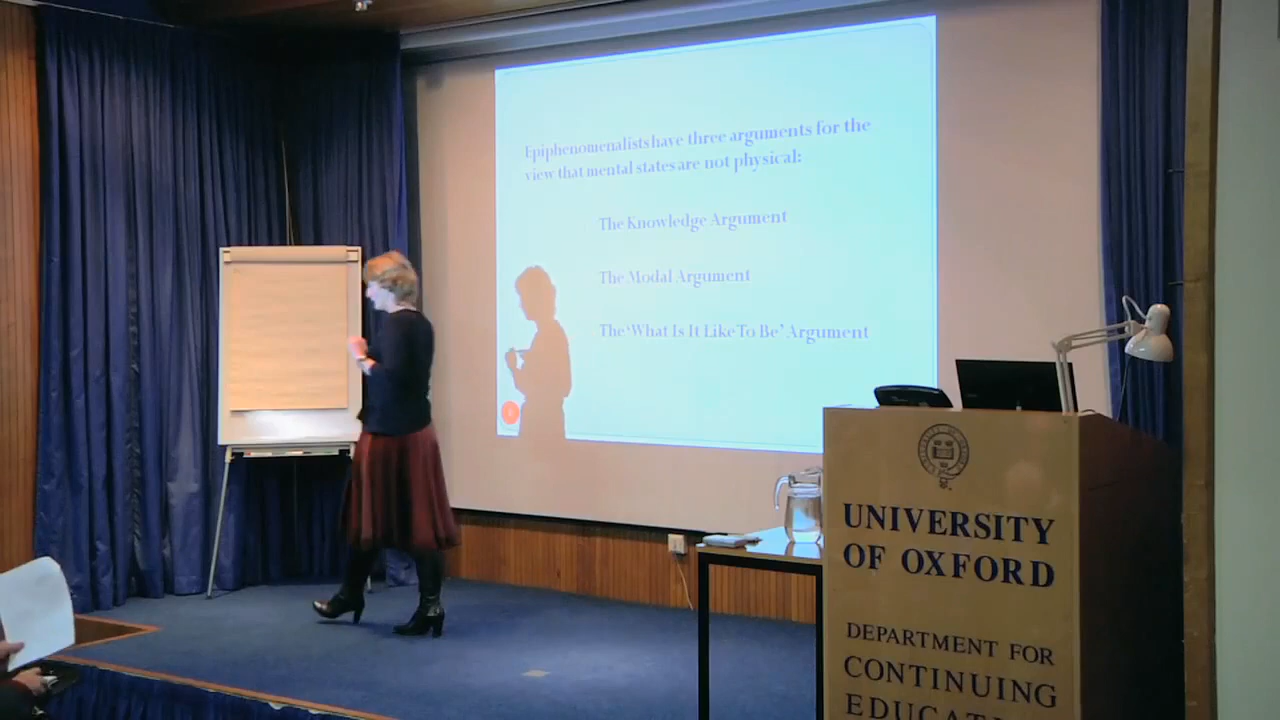 Epiphenomenalists have three arguments for the
view that mental states are not physical:
The Knowledge Argument
The Modal Argument
The ‘What Is It Like To Be’ Argument
UNIVERSITY
OF OXFORD
DEPARTMENT FOR
CONTINUING